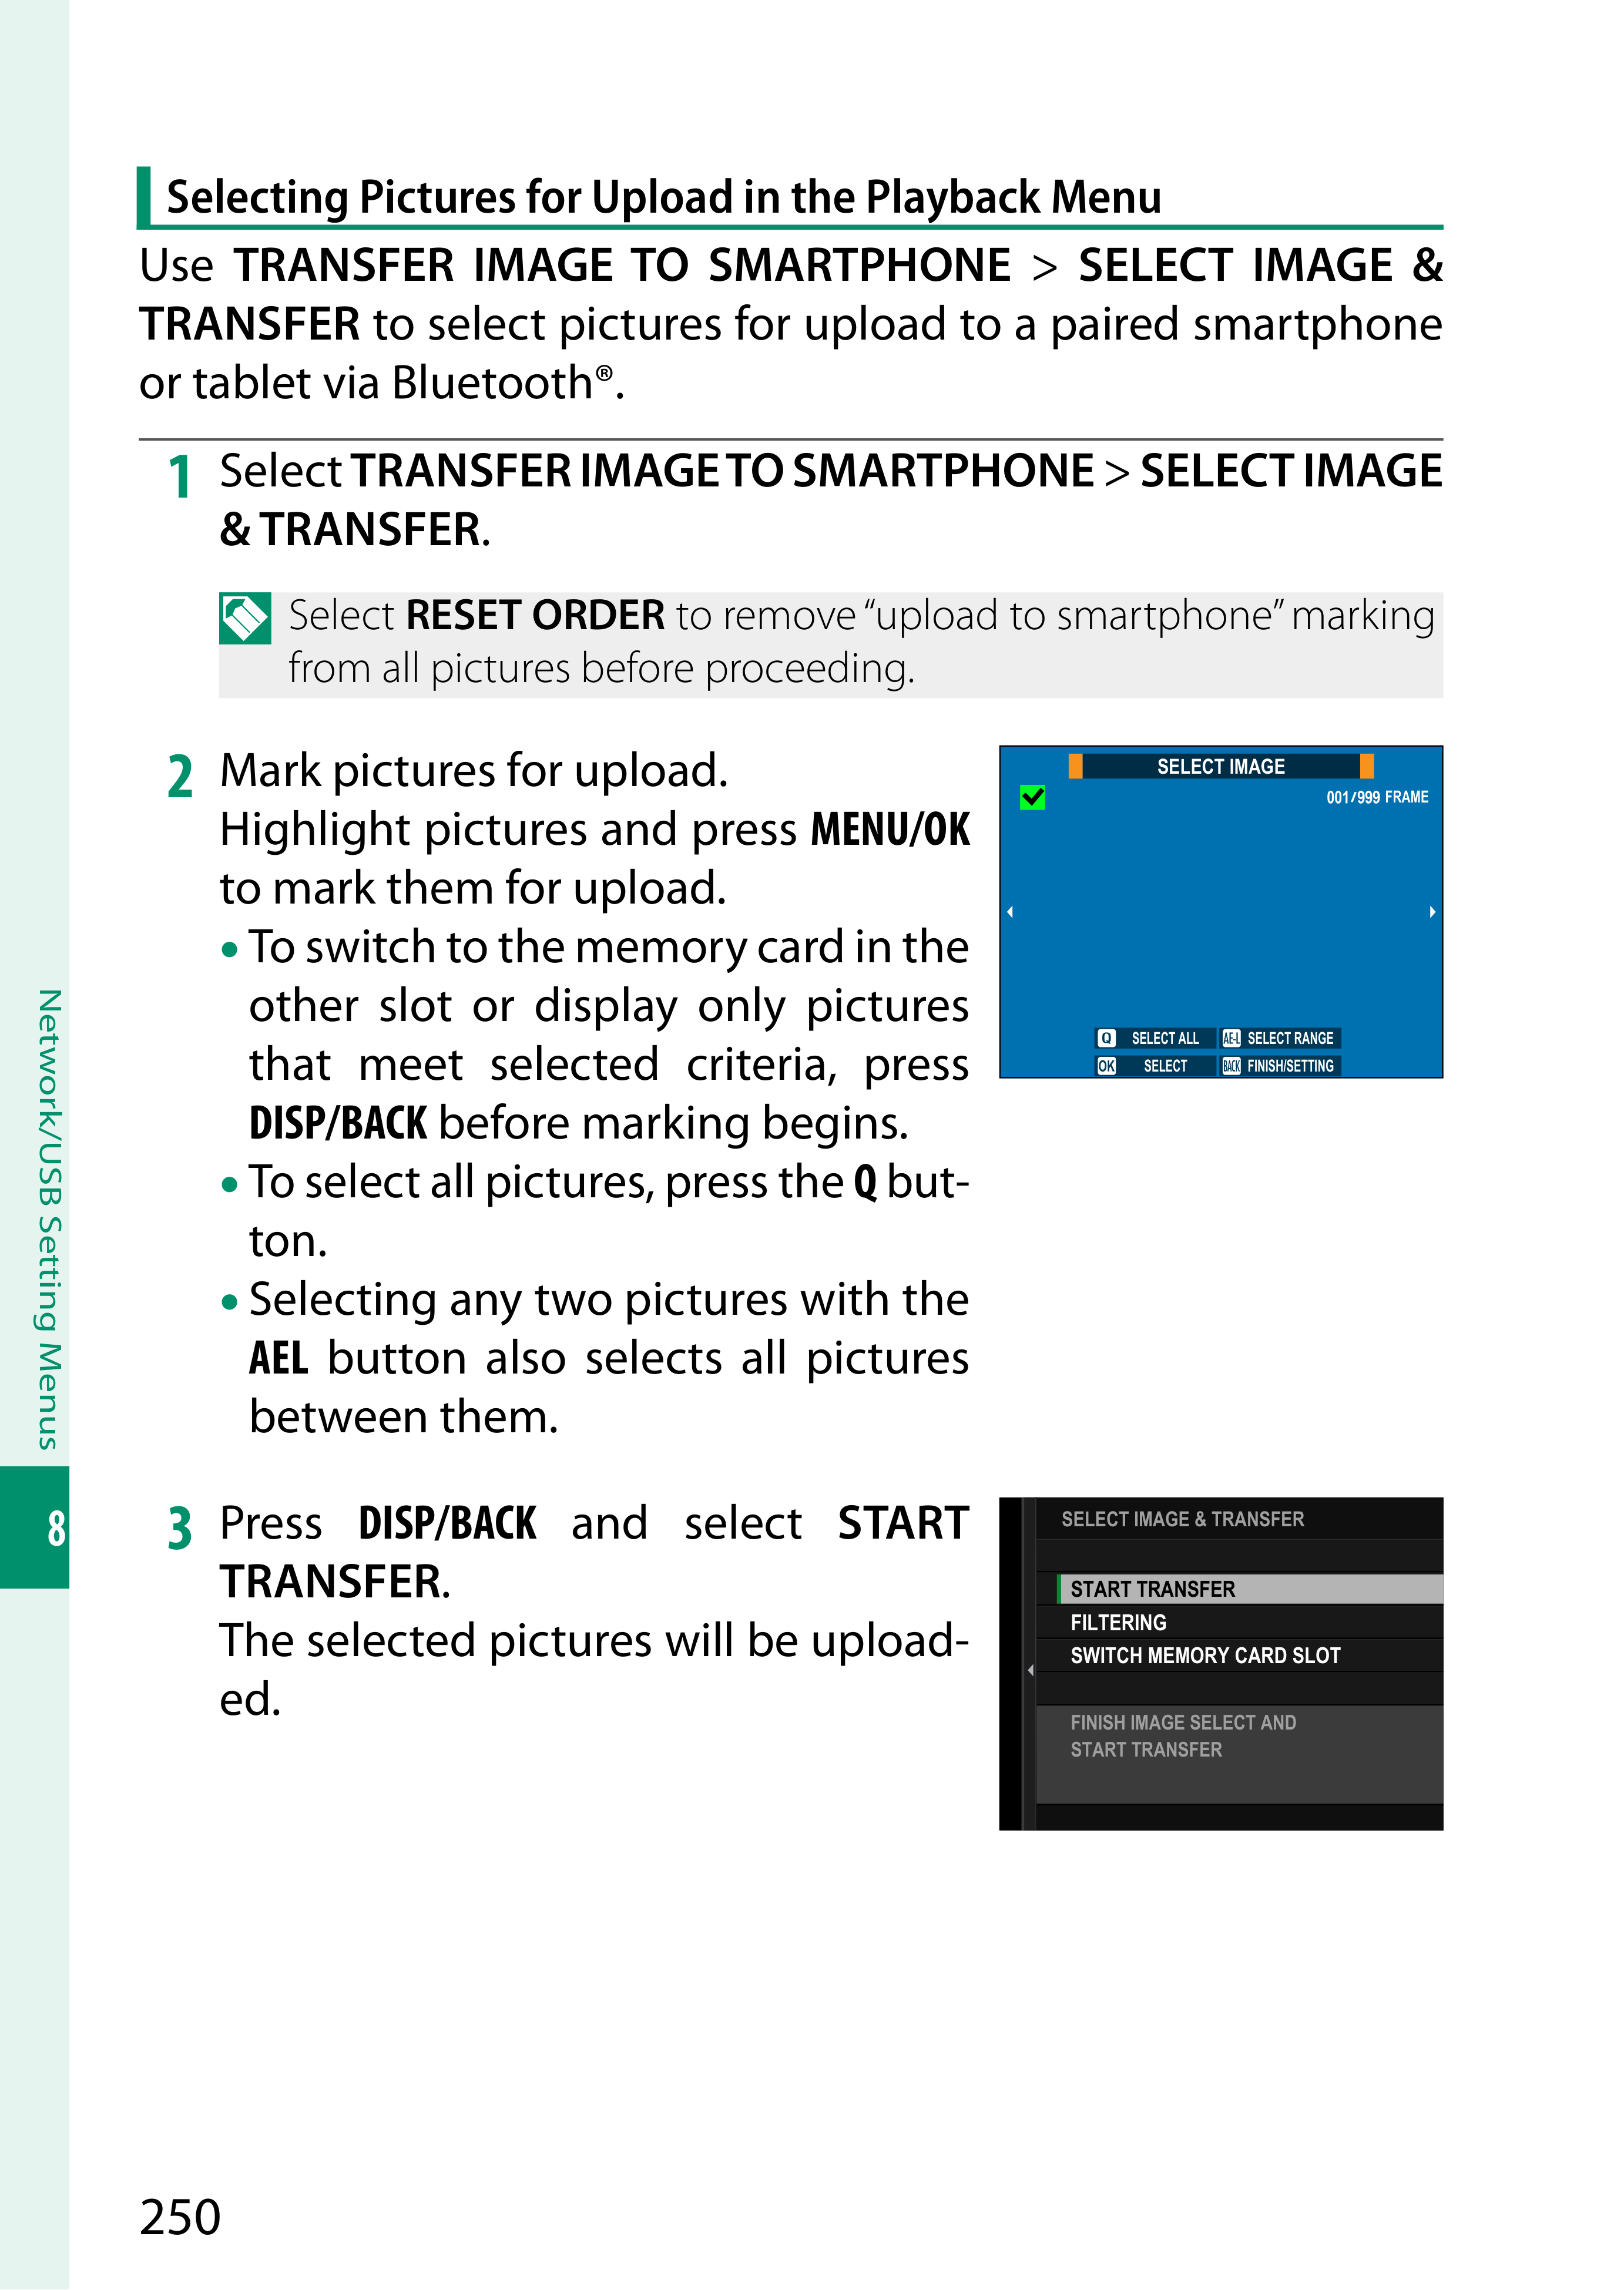 Selecting Pictures for Upload in the Playback Menu
Use TRANSFER IMAGE TO SMARTPHONE > SELECT IMAGE &
TRANSFER to select pictures for upload to a paired smartphone
or tablet via Bluetooth®.
1 Select TRANSFER IMAGE TO SMARTPHONE > SELECT IMAGE
& TRANSFER.
Select RESET ORDER to remove “upload to smartphone” marking
from all pictures before proceeding.
2 Mark pictures for upload.
Highlight pictures and press MENU/OK
to mark them for upload.
• To switch to the memory card in the
other slot or display only pictures
that meet selected criteria, press
DISP/BACK before marking begins.
• To select all pictures, press the Q but-
ton.
• Selecting any two pictures with the
AEL button also selects all pictures
between them.
SELECT IMAGE
001/999 FRAME
Q SELECT ALL AE-L SELECT RANGE
OK SELECT BACK FINISH/SETTING
3 Press DISP/BACK and select START
TRANSFER.
The selected pictures will be upload-
ed.
SELECT IMAGE & TRANSFER
START TRANSFER
FILTERING
SWITCH MEMORY CARD SLOT
FINISH IMAGE SELECT AND
START TRANSFER
Network/USB Setting Menus
8
250